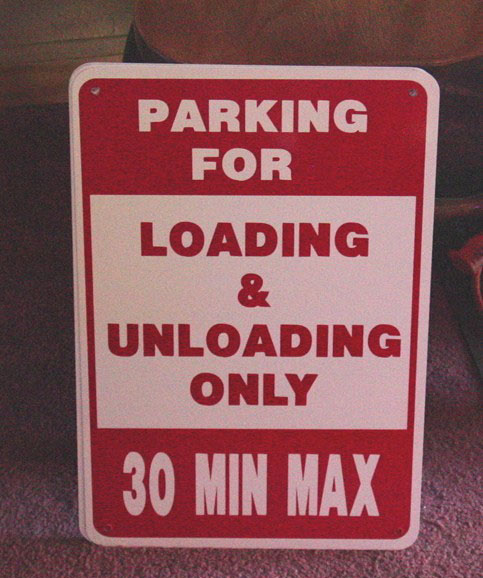 PARKING
FOR
LOADING
&
UNLOADING
ONLY
30 MIN MAX